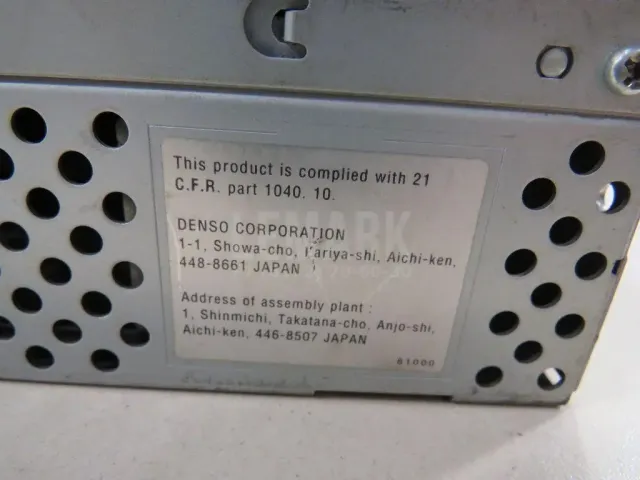 This product is complied with 21
C.F.R. part 1040. 10.
DENSO CORPORATION
1-1, Showa-cho, Kariya-shi, Aichi-ken,
448-8661 JAPAN
Address of assembly plant :
1, Shinmichi, Takatana-cho, Anjo-shi,
Aichi-ken, 446-8507 JAPAN
61000